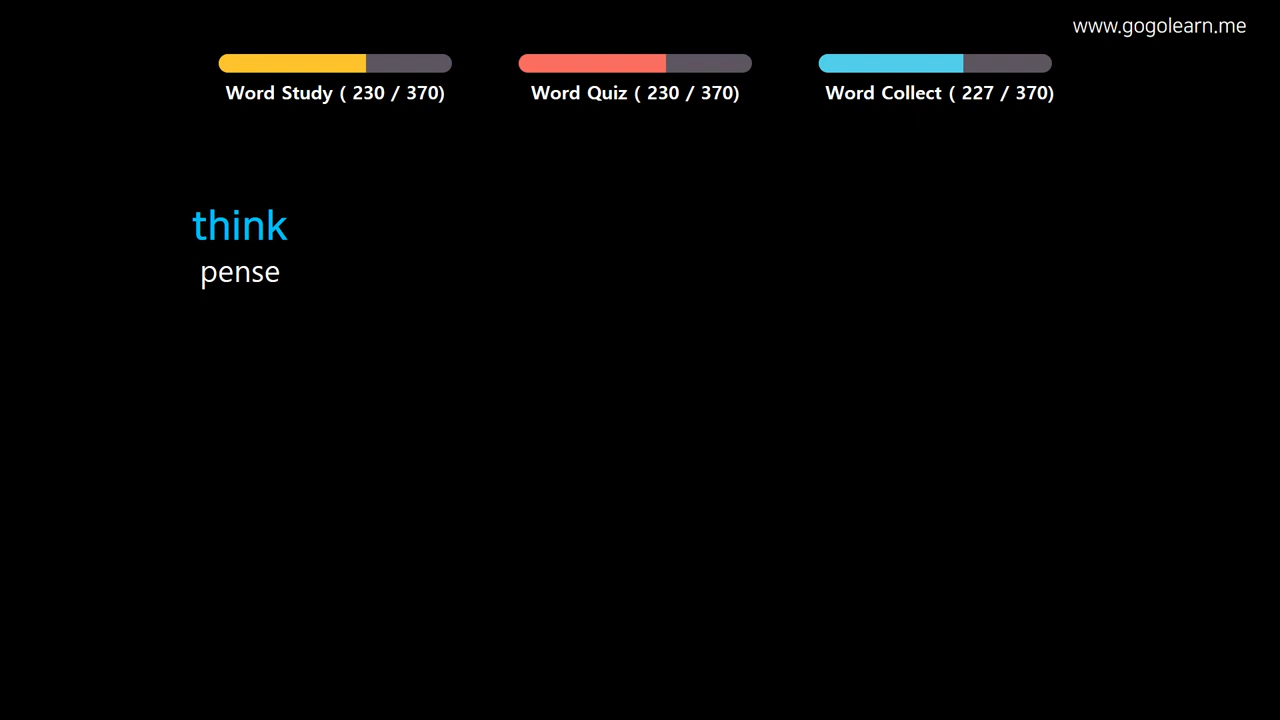 www.gogolearn.me
Word Study ( 230 / 370)
Word Quiz ( 230 / 370)
Word Collect ( 227 / 370)
think
pense